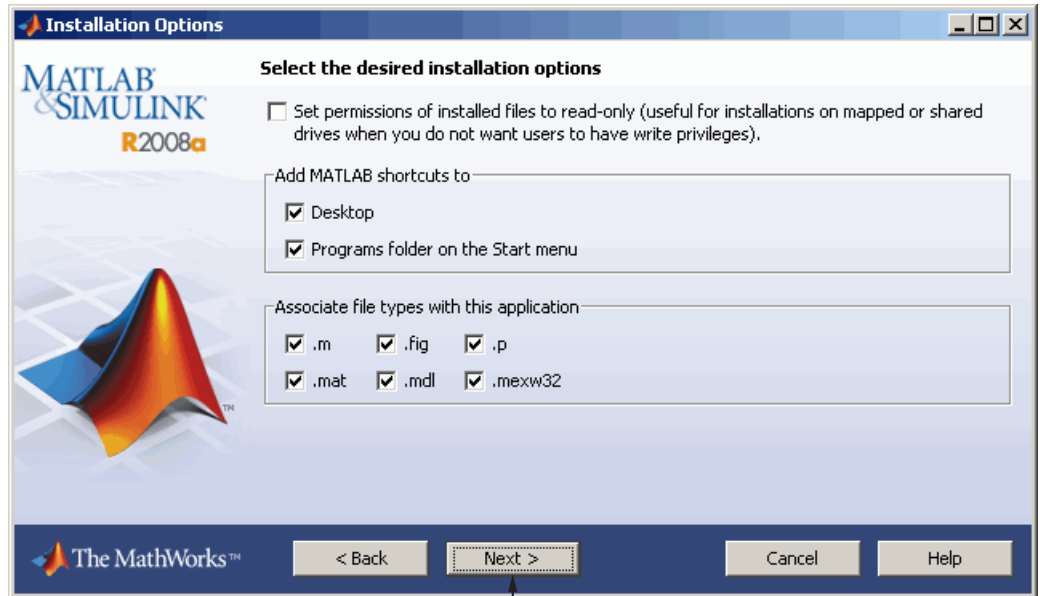 Installation Options
MATLAB®
&SIMULINK®
R2008a
Select the desired installation options
Set permissions of installed files to read-only (useful for installations on mapped or shared
drives when you do not want users to have write privileges).
Add MATLAB shortcuts to
Desktop
Programs folder on the Start menu
Associate file types with this application
.m .fig .p
.mat .mdl .mexw32
TM
The MathWorks™
< Back Next > Cancel Help